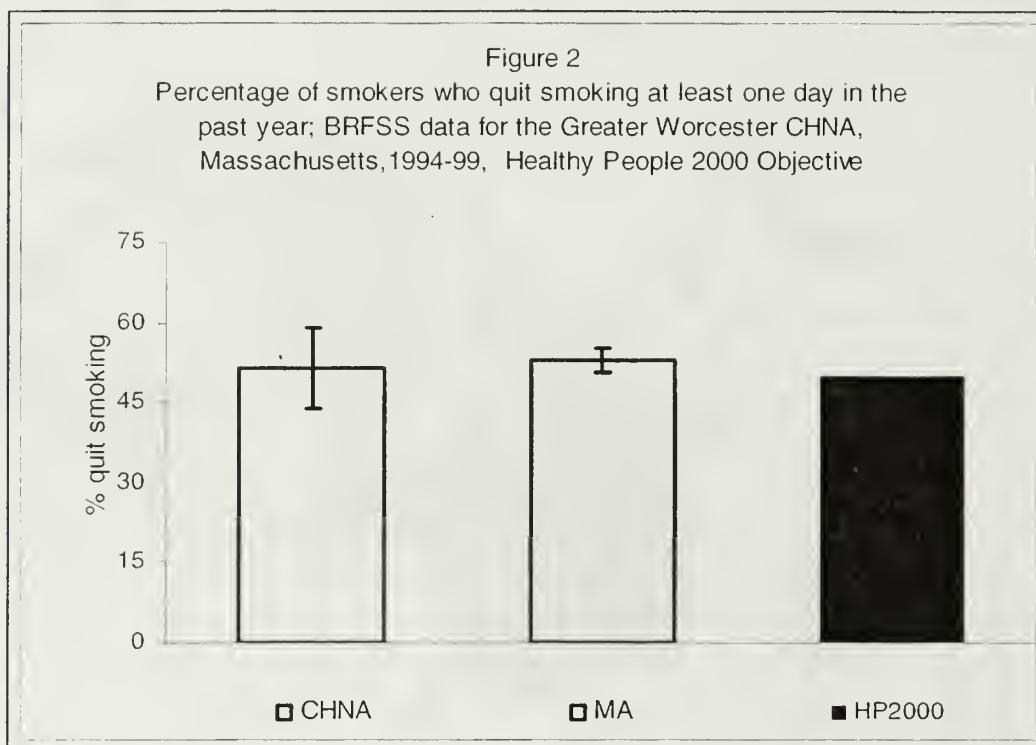 Figure 2
Percentage of smokers who quit smoking at least one day in the
past year; BRFSS data for the Greater Worcester CHNA,
Massachusetts,1994-99, Healthy People 2000 Objective
75
60
45
30
15
0
% quit smoking
CHNA MA HP2000